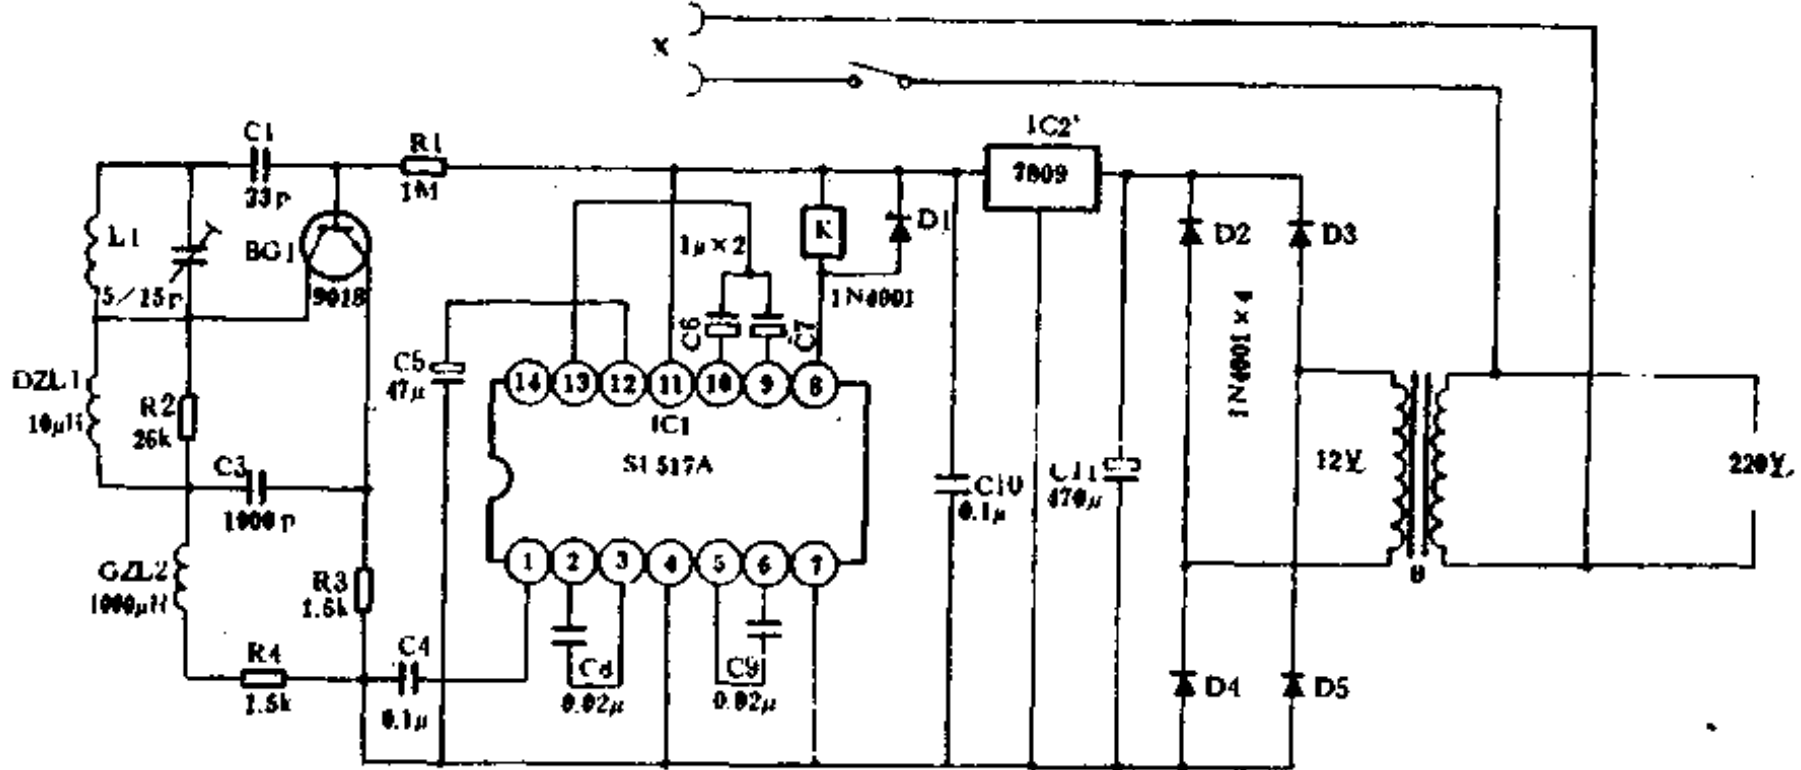 X
IC2
7809
C1
33p
R1
1M
L1
5/15p
BG1
9018
1μ×2
K
D1
1N4001
D2
D3
1N4001×4
C6
C7
C5
47μ
14
13
12
11
10
9
8
IC1
SL517A
DZL1
10μH
R2
26k
C3
1000p
C10
0.1μ
C11
470μ
12V
220V
B
1
2
3
4
5
6
7
GZL2
1000μH
R3
1.5k
R4
1.5k
C4
0.1μ
C8
0.02μ
C9
0.02μ
D4
D5